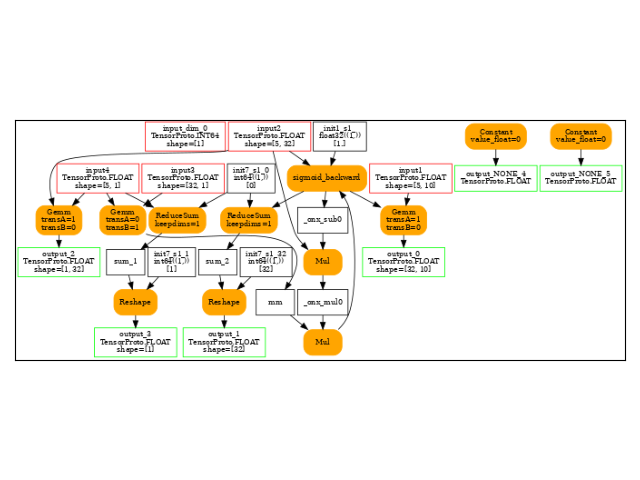 input_dim_0
TensorProto.INT64
shape=[1]
input2
TensorProto.FLOAT
shape=[5, 32]
init1_s1_
float32((1,))
[1.]
Constant
value_float=0
Constant
value_float=0
input4
TensorProto.FLOAT
shape=[5, 1]
input3
TensorProto.FLOAT
shape=[32, 1]
init7_s1_0
int64((1,))
[0]
sigmoid_backward
input1
TensorProto.FLOAT
shape=[5, 10]
output_NONE_4
TensorProto.FLOAT
output_NONE_5
TensorProto.FLOAT
Gemm
transA=1
transB=0
Gemm
transA=0
transB=1
ReduceSum
keepdims=1
ReduceSum
keepdims=1
_onx_sub0
Gemm
transA=1
transB=0
output_2
TensorProto.FLOAT
shape=[1, 32]
sum_1
init7_s1_1
int64((1,))
[1]
sum_2
init7_s1_32
int64((1,))
[32]
Mul
output_0
TensorProto.FLOAT
shape=[32, 10]
Reshape
Reshape
mm
_onx_mul0
output_3
TensorProto.FLOAT
shape=[1]
output_1
TensorProto.FLOAT
shape=[32]
Mul